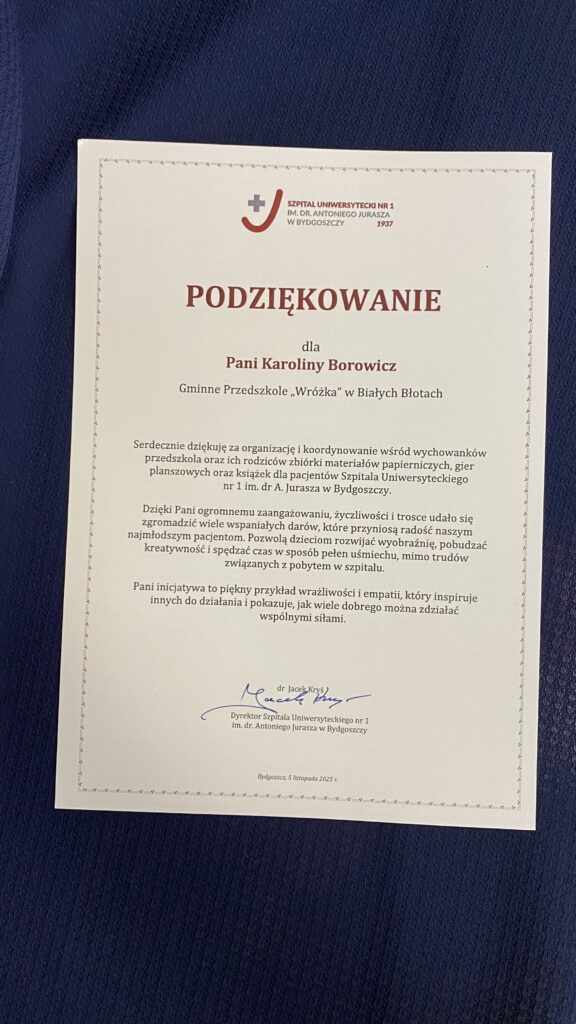 SZPITAL UNIWERSYTECKI NR 1
IM. DR. ANTONIEGO JURASZA
W BYDGOSZCZY 1937
PODZIĘKOWANIE
dla
Pani Karoliny Borowicz
Gminne Przedszkole „Wróżka” w Białych Błotach
Serdecznie dziękuję za organizację i koordynowanie wśród wychowanków
przedszkola oraz ich rodziców zbiórki materiałów papierniczych, gier
planszowych oraz książek dla pacjentów Szpitala Uniwersyteckiego
nr 1 im. dr A. Jurasza w Bydgoszczy.
Dzięki Pani ogromnemu zaangażowaniu, życzliwości i trosce udało się
zgromadzić wiele wspaniałych darów, które przyniosą radość naszym
najmłodszym pacjentom. Pozwolą dzieciom rozwijać wyobraźnię, pobudzać
kreatywność i spędzać czas w sposób pełen uśmiechu, mimo trudów
związanych z pobytem w szpitalu.
Pani inicjatywa to piękny przykład wrażliwości i empatii, który inspiruje
innych do działania i pokazuje, jak wiele dobrego można zdziałać
wspólnymi siłami.
dr Jacek Kryś
Jacek Kryś
Dyrektor Szpitala Uniwersyteckiego nr 1
im. dr. Antoniego Jurasza w Bydgoszczy
Bydgoszcz, 5 listopada 2025 r.